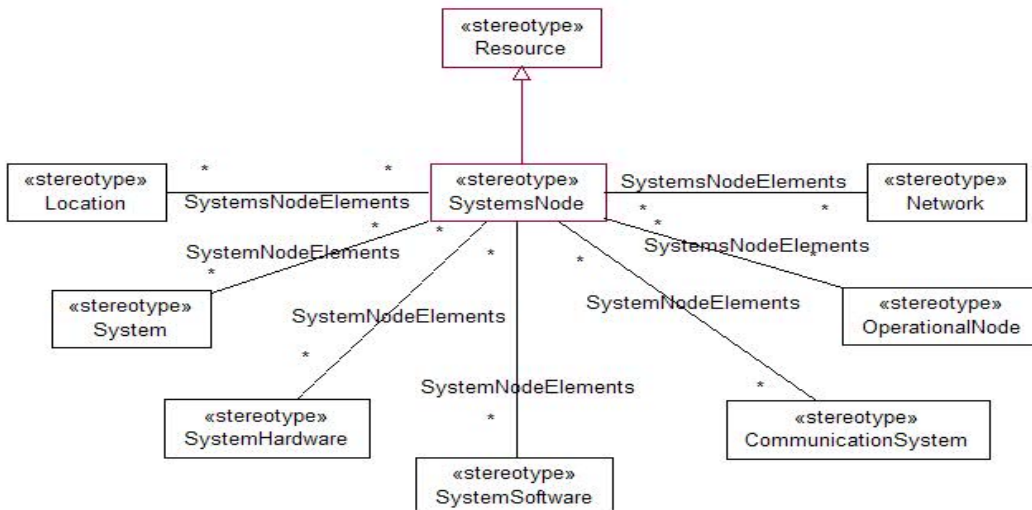 «stereotype»
Resource
*
*
«stereotype»
Location
SystemsNodeElements
«stereotype»
SystemsNode
SystemsNodeElements
*
*
«stereotype»
Network
SystemNodeElements
*
*
*
*
*
SystemsNodeElements
*
*
*
«stereotype»
System
SystemNodeElements
SystemNodeElements
«stereotype»
OperationalNode
*
SystemNodeElements
*
*
«stereotype»
SystemHardware
«stereotype»
CommunicationSystem
«stereotype»
SystemSoftware